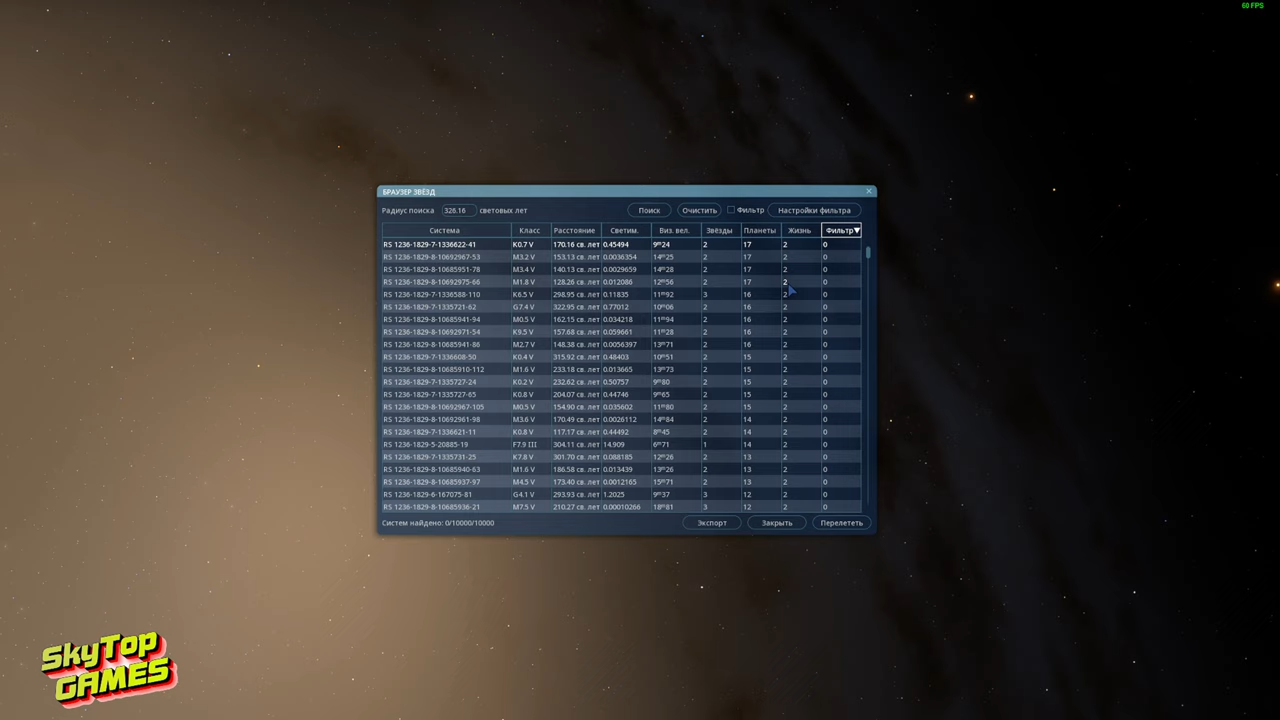 60 FPS
БРАУЗЕР ЗВЁЗД
Радиус поиска 326.16 световых лет Поиск Очистить Фильтр Настройки фильтра
Система Класс Расстояние Светим. Виз. вел. Звёзды Планеты Жизнь Фильтр▼
RS 1236-1829-7-1336622-41 K0.7 V 170.16 св. лет 0.45494 9ᵐ24 2 17 2 0
RS 1236-1829-8-10692967-53 M3.2 V 153.13 св. лет 0.0036354 14ᵐ25 2 17 2 0
RS 1236-1829-8-10685951-78 M3.4 V 140.13 св. лет 0.0029659 14ᵐ28 2 17 2 0
RS 1236-1829-8-10692975-66 M1.8 V 128.26 св. лет 0.012086 12ᵐ56 2 17 2 0
RS 1236-1829-7-1336588-110 K6.5 V 298.95 св. лет 0.11835 11ᵐ92 3 16 2 0
RS 1236-1829-7-1335721-62 G7.4 V 322.95 св. лет 0.77012 10ᵐ06 2 16 2 0
RS 1236-1829-8-10685941-94 M0.5 V 162.15 св. лет 0.034218 11ᵐ94 2 16 2 0
RS 1236-1829-8-10692971-54 K9.5 V 157.68 св. лет 0.059661 11ᵐ28 2 16 2 0
RS 1236-1829-8-10685941-86 M2.7 V 148.38 св. лет 0.0056397 13ᵐ71 2 16 2 0
RS 1236-1829-7-1336608-50 K0.4 V 315.92 св. лет 0.48403 10ᵐ51 2 15 2 0
RS 1236-1829-8-10685910-112 M1.6 V 233.18 св. лет 0.013665 13ᵐ73 2 15 2 0
RS 1236-1829-7-1335727-24 K0.2 V 232.62 св. лет 0.50757 9ᵐ80 2 15 2 0
RS 1236-1829-7-1335727-65 K0.8 V 204.07 св. лет 0.44746 9ᵐ65 2 15 2 0
RS 1236-1829-8-10692967-105 M0.5 V 154.90 св. лет 0.035602 11ᵐ80 2 15 2 0
RS 1236-1829-8-10692961-98 M3.6 V 170.49 св. лет 0.0026112 14ᵐ84 2 14 2 0
RS 1236-1829-7-1336621-11 K0.8 V 117.17 св. лет 0.44492 8ᵐ45 2 14 2 0
RS 1236-1829-5-20885-19 F7.9 III 304.11 св. лет 14.909 6ᵐ71 1 14 2 0
RS 1236-1829-7-1335731-25 K7.8 V 301.70 св. лет 0.088185 12ᵐ26 2 13 2 0
RS 1236-1829-8-10685940-63 M1.6 V 186.58 св. лет 0.013439 13ᵐ26 2 13 2 0
RS 1236-1829-8-10685937-97 M4.5 V 173.40 св. лет 0.0012165 15ᵐ71 2 13 2 0
RS 1236-1829-6-167075-81 G4.1 V 293.93 св. лет 1.2025 9ᵐ37 3 12 2 0
RS 1236-1829-8-10685936-21 M7.5 V 210.27 св. лет 0.00010266 18ᵐ81 3 12 2 0
Систем найдено: 0/10000/10000 Экспорт Закрыть Перелететь
SkyTop
GAMES